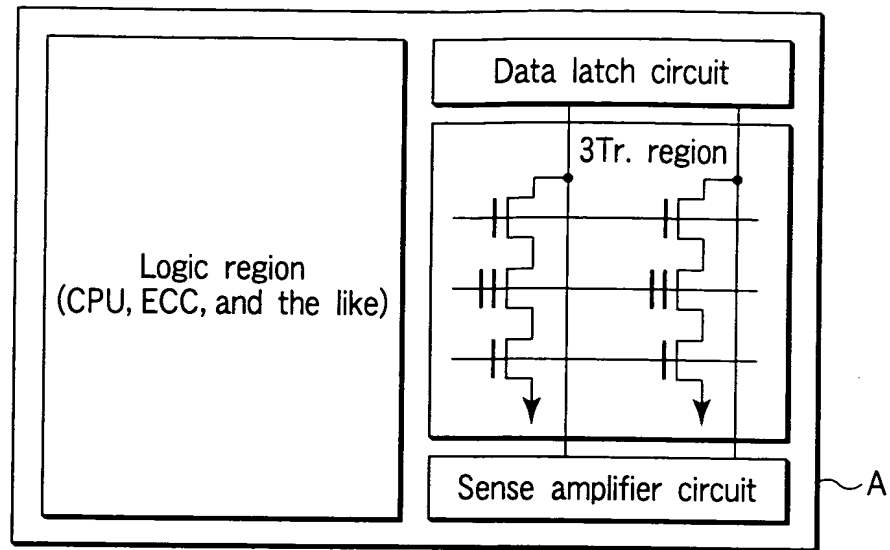 Logic region
(CPU, ECC, and the like)
Data latch circuit
3Tr. region
Sense amplifier circuit
A